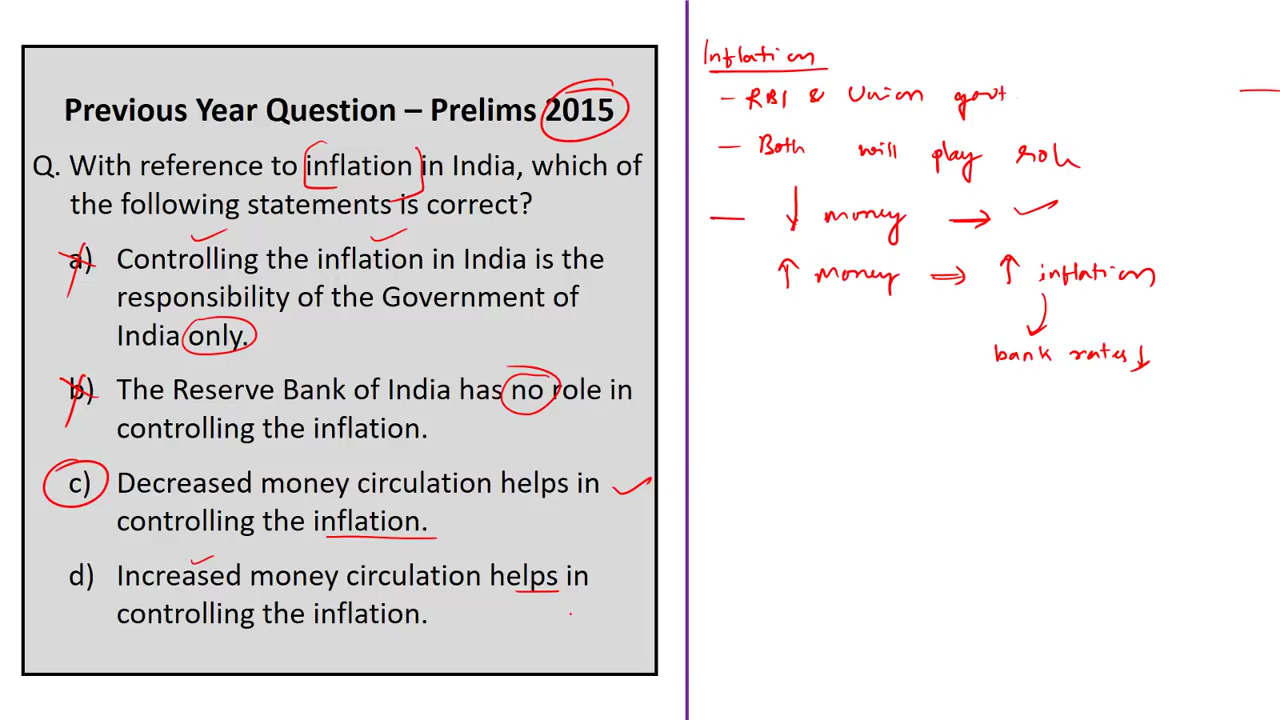 Previous Year Question – Prelims 2015
Q. With reference to inflation in India, which of
the following statements is correct?
a) Controlling the inflation in India is the
responsibility of the Government of
India only.
b) The Reserve Bank of India has no role in
controlling the inflation.
c) Decreased money circulation helps in
controlling the inflation.
d) Increased money circulation helps in
controlling the inflation.
Inflation
- RBI & Union govt
- Both will play role
- ↓ money → ✓
↑ money ⇒ ↑ inflation
bank rates ↓